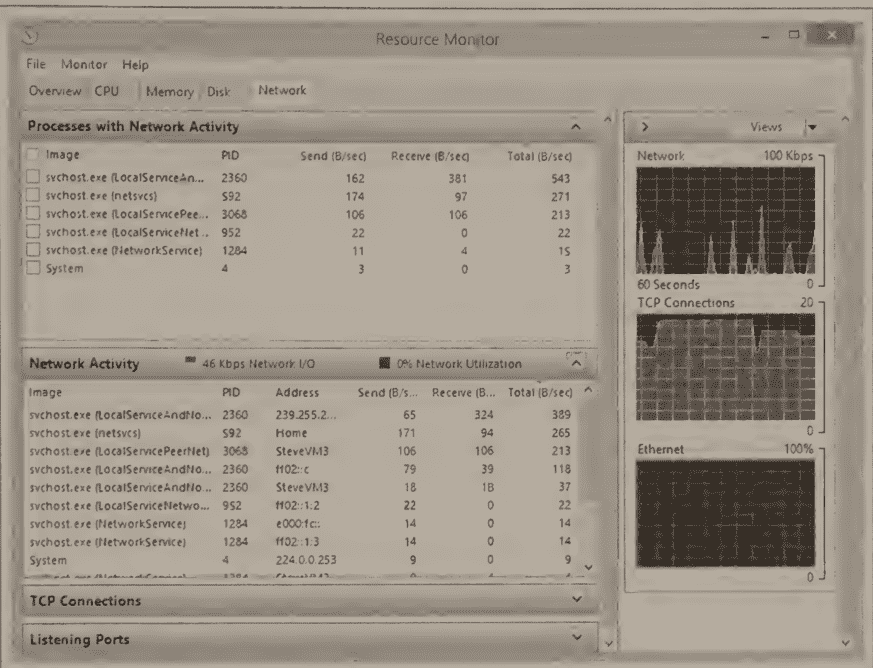 Resource Monitor
File Monitor Help
Overview CPU Memory Disk Network
Processes with Network Activity
Image PID Send (B/sec) Receive (B/sec) Total (B/sec)
svchost.exe (LocalServiceAn... 2360 162 381 543
svchost.exe (netsvcs) 592 174 97 271
svchost.exe (LocalServicePee... 3068 106 106 213
svchost.exe (LocalServiceNet... 952 22 0 22
svchost.exe (NetworkService) 1284 11 4 15
System 4 3 0 3
Network Activity 46 Kbps Network I/O 0% Network Utilization
Image PID Address Send (B/s... Receive (B... Total (B/sec)
svchost.exe (LocalServiceAndNo... 2360 239.255.2... 65 324 389
svchost.exe (netsvcs) 592 Home 171 94 265
svchost.exe (LocalServicePeerNet) 3068 SteveVM3 106 106 213
svchost.exe (LocalServiceAndNo... 2360 ff02::c 79 39 118
svchost.exe (LocalServiceAndNo... 2360 SteveVM3 18 18 37
svchost.exe (LocalServiceNetwo... 952 ff02::1:2 22 0 22
svchost.exe (NetworkService) 1284 e000:fc:: 14 0 14
svchost.exe (NetworkService) 1284 ff02::1:3 14 0 14
System 4 224.0.0.253 9 0 9
TCP Connections
Listening Ports
Views
Network 100 Kbps
60 Seconds 0
TCP Connections 20
0
Ethernet 100%
0